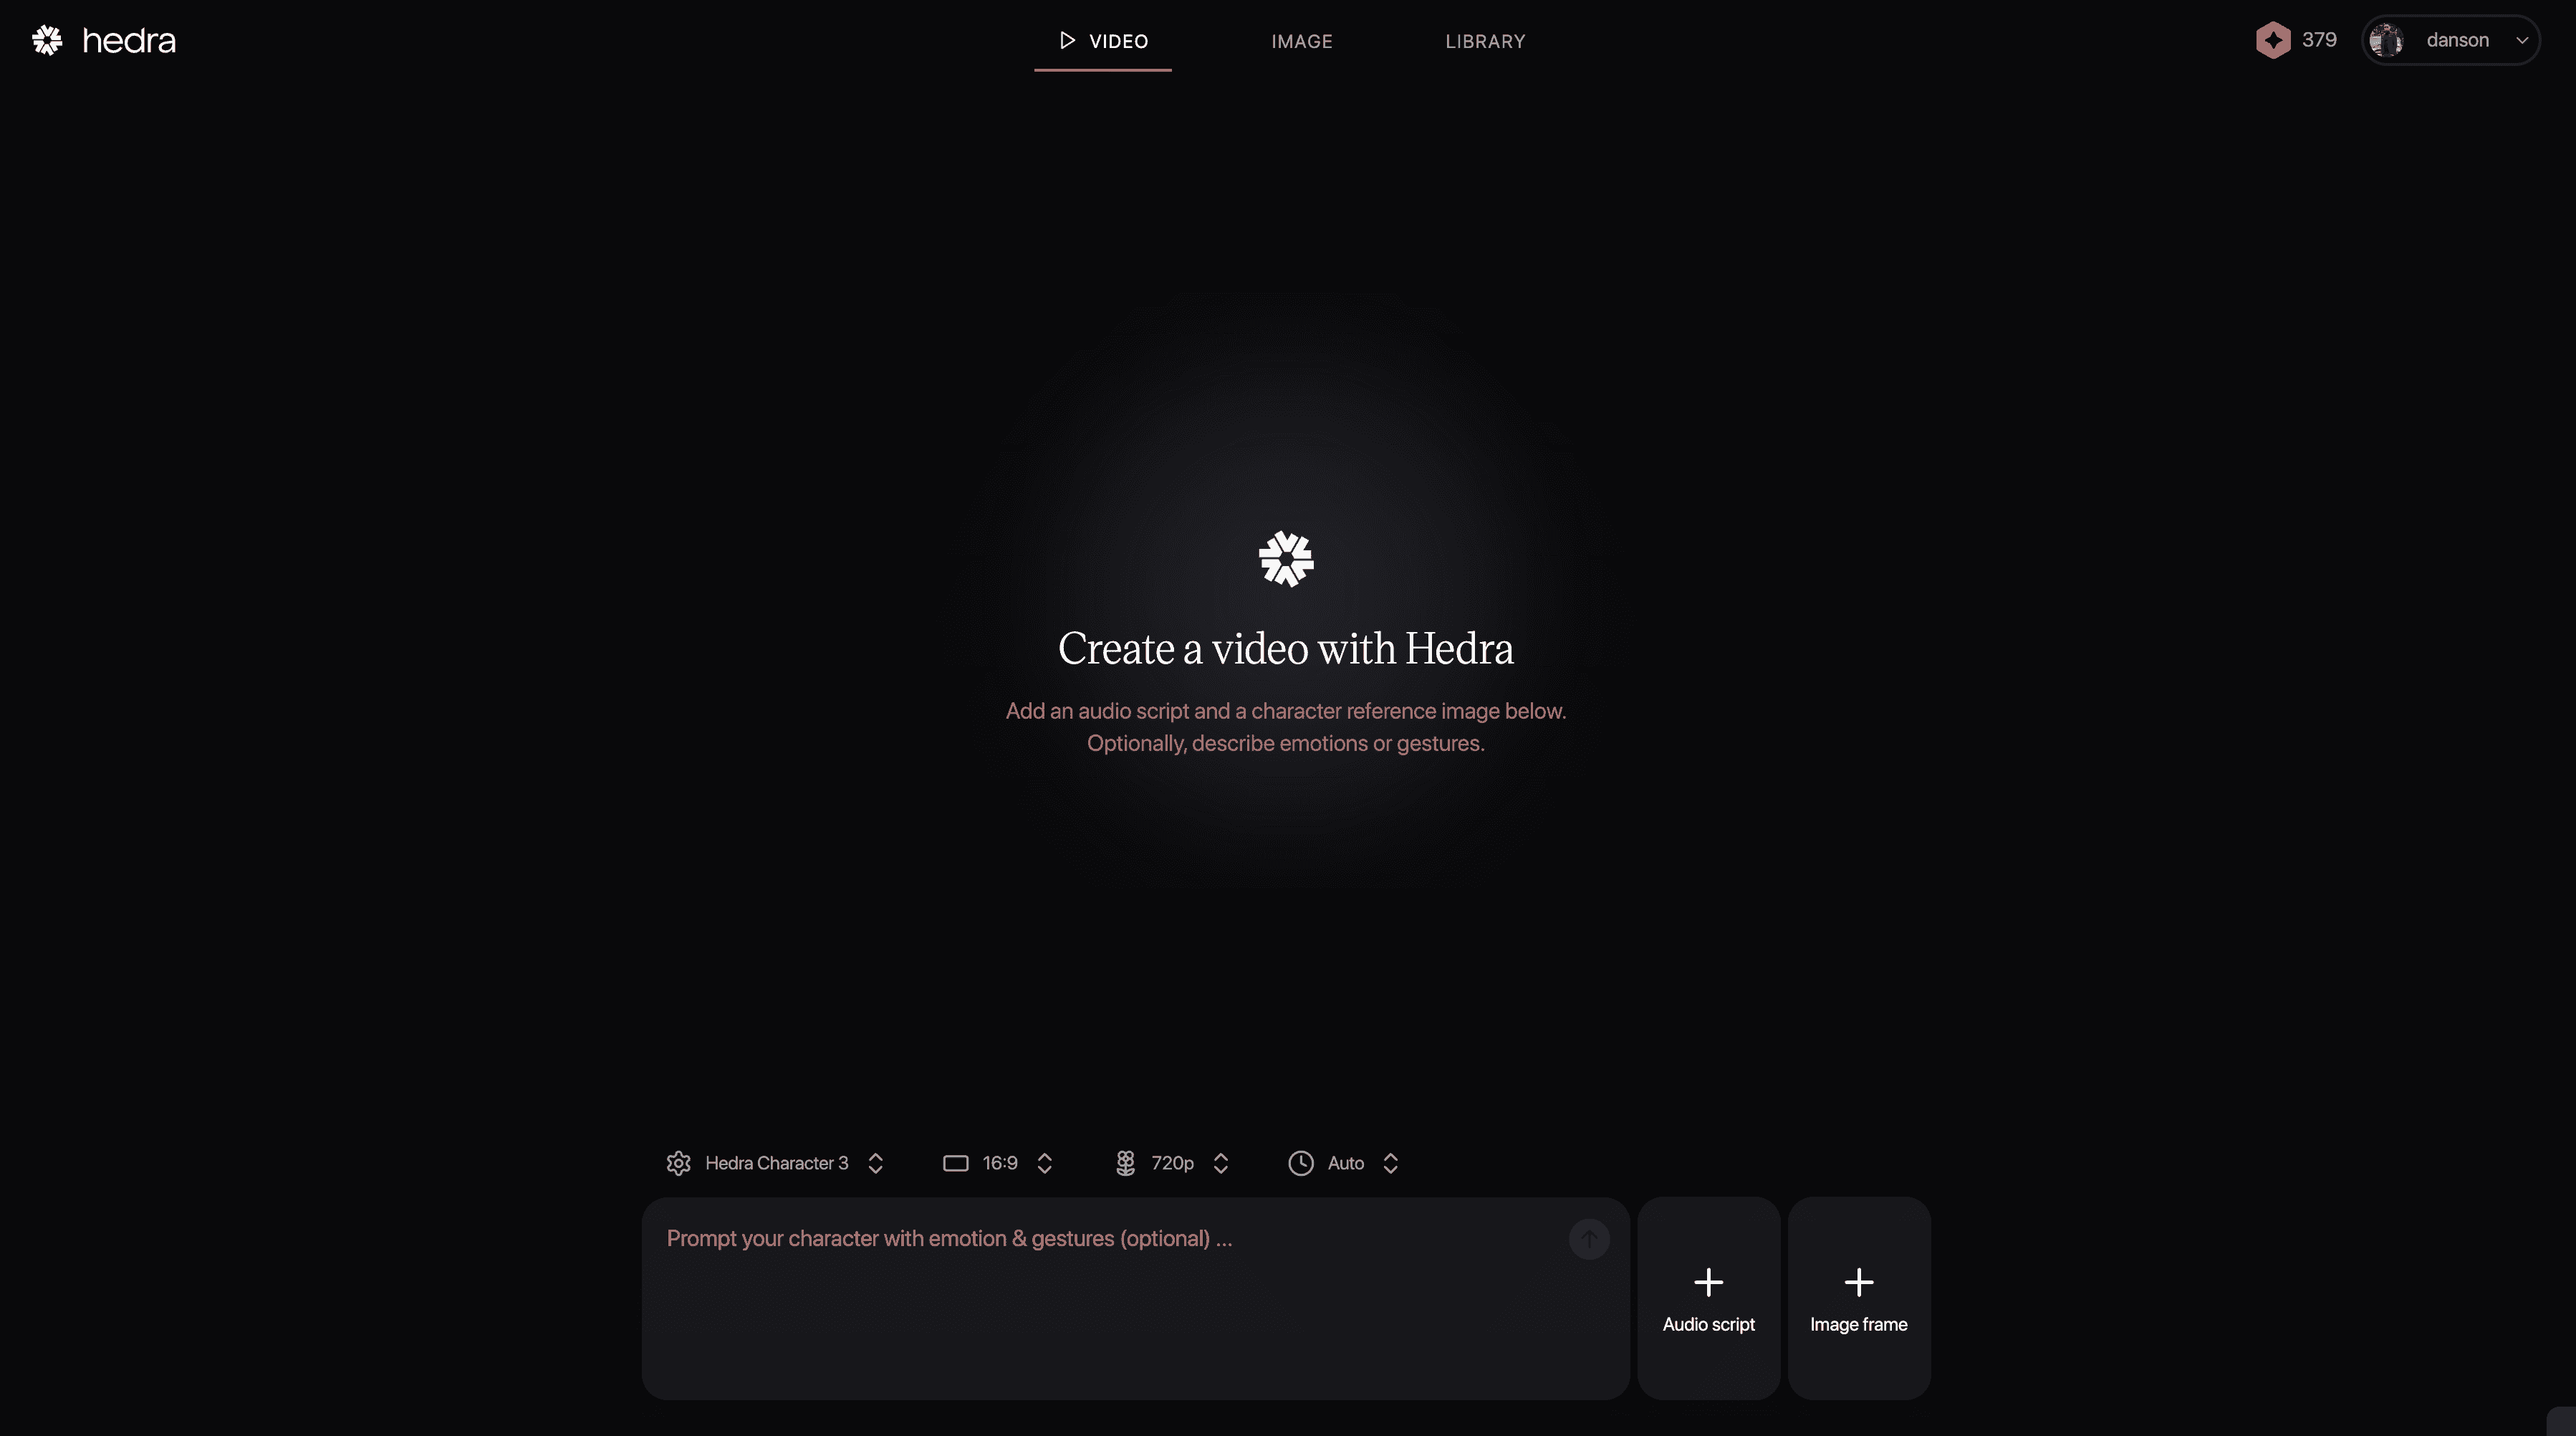 hedra
VIDEO
IMAGE
LIBRARY
379
danson
Create a video with Hedra
Add an audio script and a character reference image below.
Optionally, describe emotions or gestures.
Hedra Character 3
16:9
720p
Auto
Prompt your character with emotion & gestures (optional) ...
Audio script
Image frame